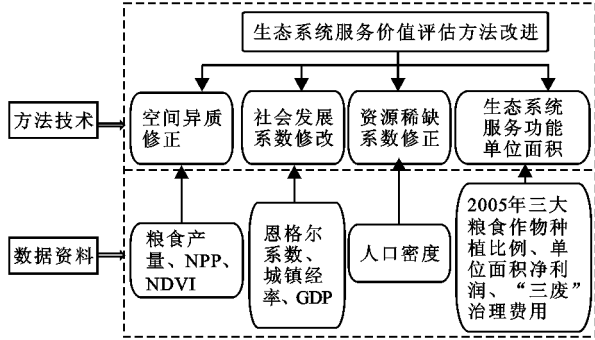 生态系统服务价值评估方法改进
方法技术
空间异质
修正
社会发展
系数修改
资源稀缺
系数修正
生态系统
服务功能
单位面积
数据资料
粮食产
量、NPP、
NDVI
恩格尔
系数、
城镇经
率、GDP
人口密度
2005年三大
粮食作物种
植比例、单
位面积净利
润、“三废”
治理费用